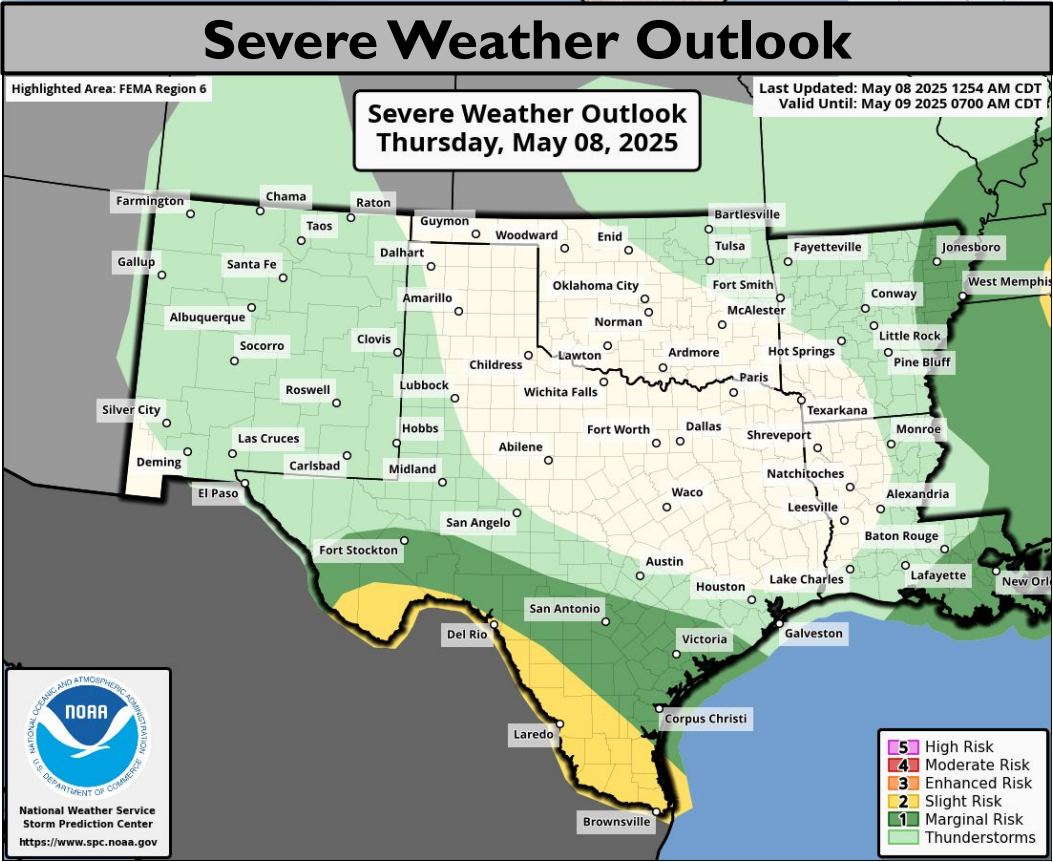 Severe Weather Outlook
Highlighted Area: FEMA Region 6
Last Updated: May 08 2025 1254 AM CDT
Valid Until: May 09 2025 0700 AM CDT
Severe Weather Outlook
Thursday, May 08, 2025
Farmington
Chama
Raton
Taos
Guymon
Woodward
Enid
Bartlesville
Tulsa
Fayetteville
Jonesboro
Gallup
Santa Fe
Dalhart
Oklahoma City
Fort Smith
Conway
West Memphis
Albuquerque
Amarillo
Norman
McAlester
Little Rock
Socorro
Clovis
Childress
Lawton
Ardmore
Hot Springs
Pine Bluff
Roswell
Lubbock
Wichita Falls
Paris
Texarkana
Silver City
Las Cruces
Hobbs
Abilene
Fort Worth
Dallas
Shreveport
Monroe
Deming
Carlsbad
Midland
Natchitoches
El Paso
Waco
Leesville
Alexandria
San Angelo
Baton Rouge
Fort Stockton
Austin
Houston
Lake Charles
Lafayette
New Orl
San Antonio
Del Rio
Victoria
Galveston
Laredo
Corpus Christi
Brownsville
NATIONAL OCEANIC AND ATMOSPHERIC ADMINISTRATION
NOAA
U.S. DEPARTMENT OF COMMERCE
National Weather Service
Storm Prediction Center
https://www.spc.noaa.gov
5 High Risk
4 Moderate Risk
3 Enhanced Risk
2 Slight Risk
1 Marginal Risk
Thunderstorms